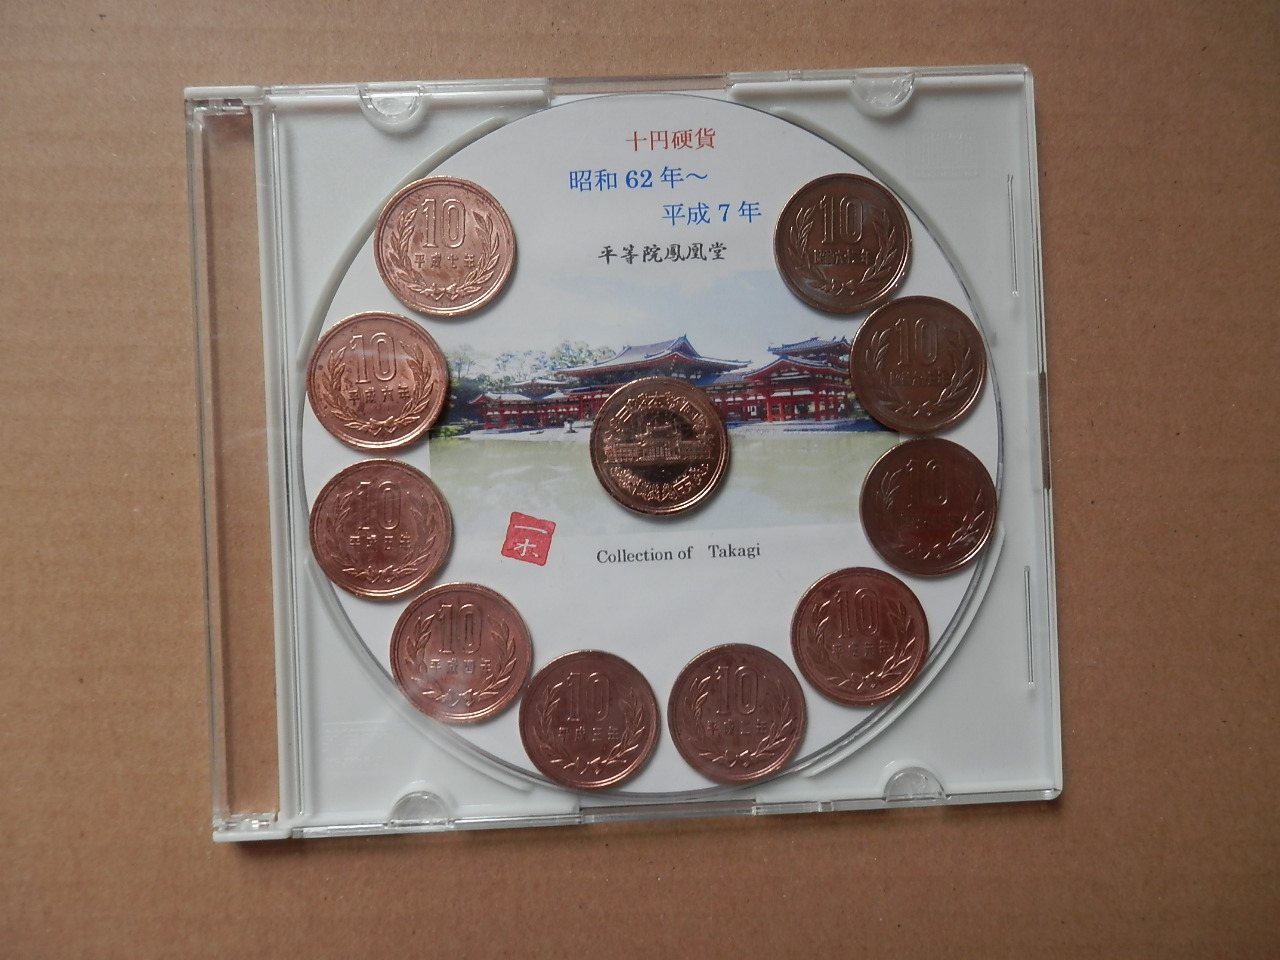 十円硬貨
昭和 62 年～
平成 7 年
平等院鳳凰堂
10
平成七年
10
10
平成六年
10
10
平成五年
10
10
平成四年
10
平成三年
10
平成二年
10
Collection of Takagi